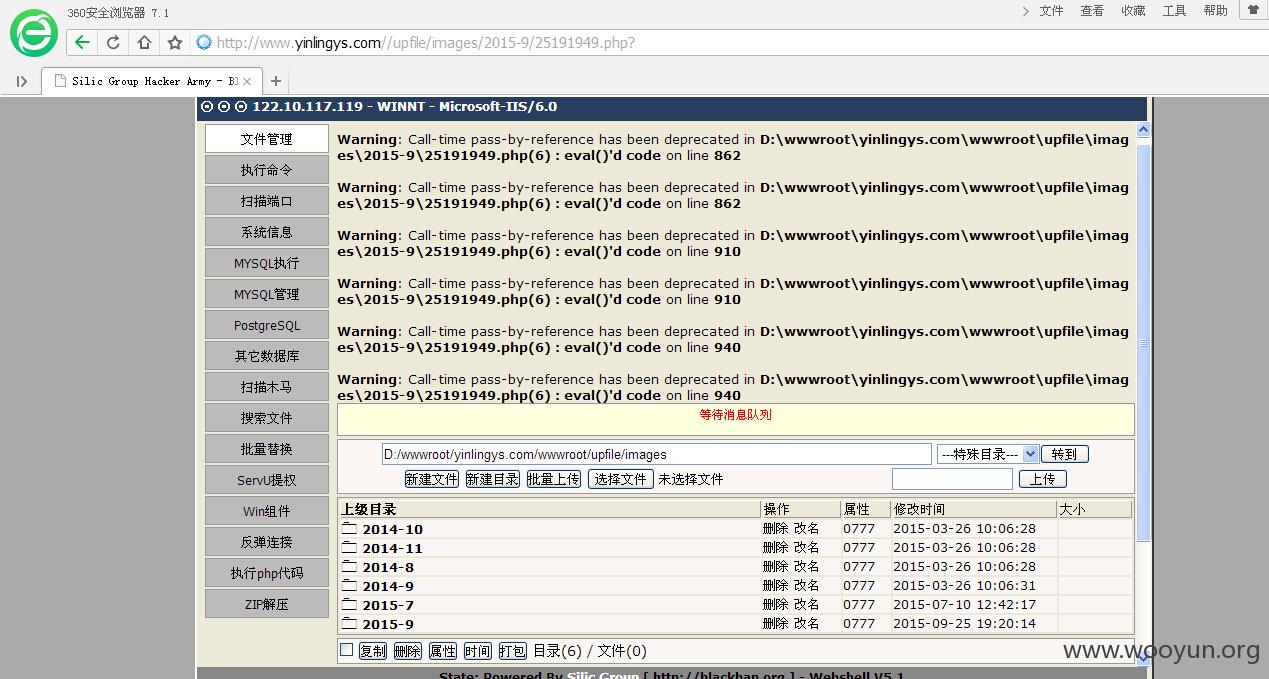 360安全浏览器 7.1
文件 查看 收藏 工具 帮助
http://www.yinlingys.com//upfile/images/2015-9/25191949.php?
Silic Group Hacker Army - Bl
122.10.117.119 - WINNT - Microsoft-IIS/6.0
文件管理
执行命令
扫描端口
系统信息
MYSQL执行
MYSQL管理
PostgreSQL
其它数据库
扫描木马
搜索文件
批量替换
ServU提权
Win组件
反弹连接
执行php代码
ZIP解压
Warning: Call-time pass-by-reference has been deprecated in D:\wwwroot\yinlingys.com\wwwroot\upfile\imag
es\2015-9\25191949.php(6) : eval()'d code on line 862
Warning: Call-time pass-by-reference has been deprecated in D:\wwwroot\yinlingys.com\wwwroot\upfile\imag
es\2015-9\25191949.php(6) : eval()'d code on line 862
Warning: Call-time pass-by-reference has been deprecated in D:\wwwroot\yinlingys.com\wwwroot\upfile\imag
es\2015-9\25191949.php(6) : eval()'d code on line 910
Warning: Call-time pass-by-reference has been deprecated in D:\wwwroot\yinlingys.com\wwwroot\upfile\imag
es\2015-9\25191949.php(6) : eval()'d code on line 910
Warning: Call-time pass-by-reference has been deprecated in D:\wwwroot\yinlingys.com\wwwroot\upfile\imag
es\2015-9\25191949.php(6) : eval()'d code on line 940
Warning: Call-time pass-by-reference has been deprecated in D:\wwwroot\yinlingys.com\wwwroot\upfile\imag
es\2015-9\25191949.php(6) : eval()'d code on line 940
等待消息队列
D:/wwwroot/yinlingys.com/wwwroot/upfile/images ---特殊目录--- 转到
新建文件 新建目录 批量上传 选择文件 未选择文件 上传
上级目录 操作 属性 修改时间 大小
2014-10 删除 改名 0777 2015-03-26 10:06:28
2014-11 删除 改名 0777 2015-03-26 10:06:28
2014-8 删除 改名 0777 2015-03-26 10:06:28
2014-9 删除 改名 0777 2015-03-26 10:06:31
2015-7 删除 改名 0777 2015-07-10 12:42:17
2015-9 删除 改名 0777 2015-09-25 19:20:14
复制 删除 属性 时间 打包 目录(6) / 文件(0)
www.wooyun.org
State: Powered By Silic Group [ http://blackbap.org ] - Webshell V5.1